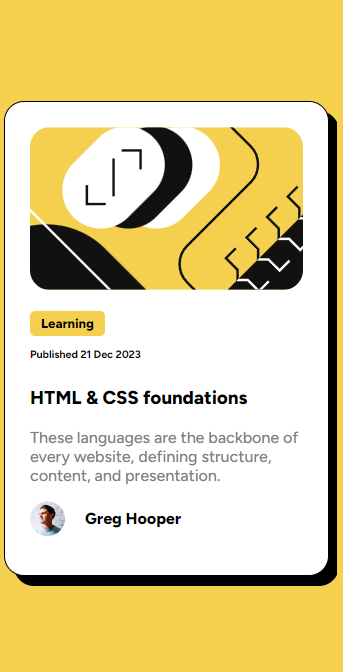 Learning
Published 21 Dec 2023
HTML & CSS foundations
These languages are the backbone of
every website, defining structure,
content, and presentation.
Greg Hooper